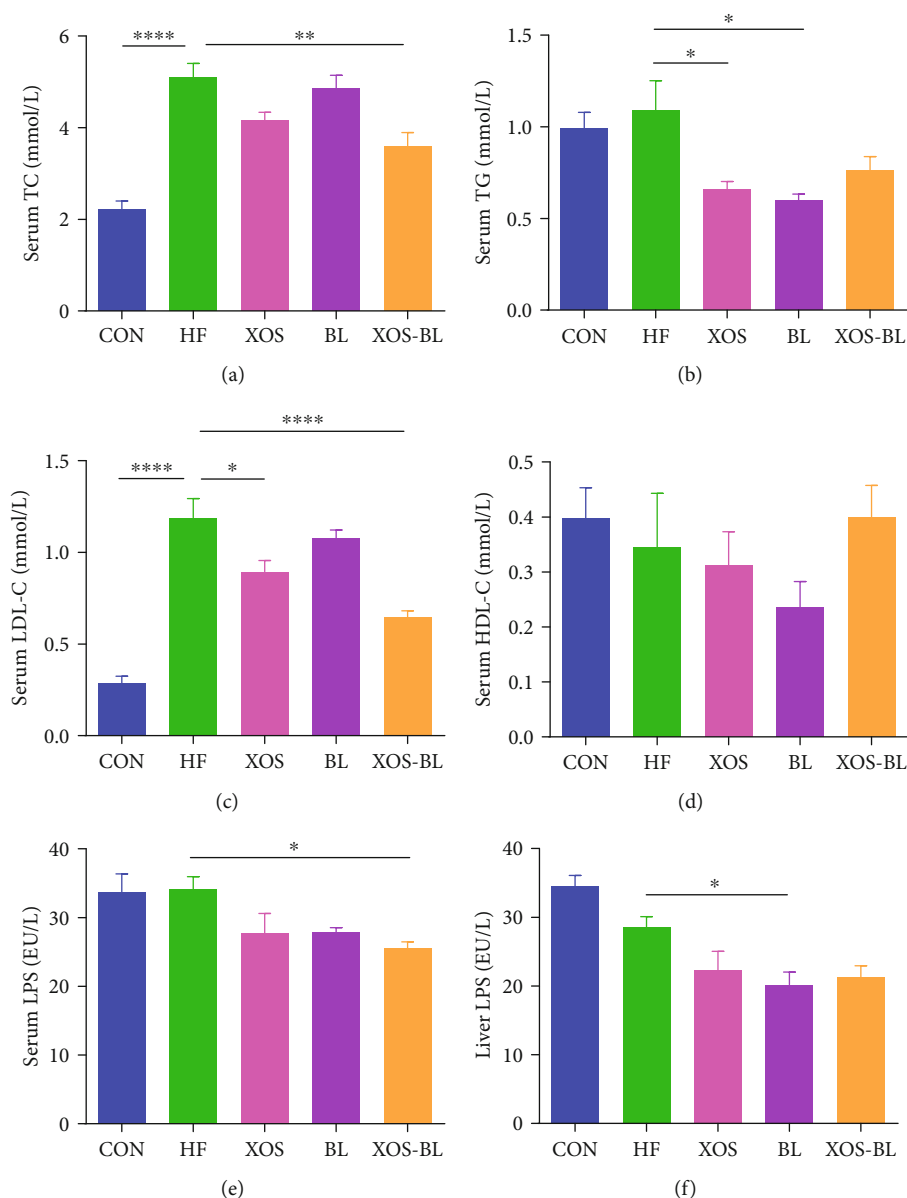 Serum TC (mmol/L)
6
4
2
0
****
**
CON HF XOS BL XOS-BL
(a)
Serum TG (mmol/L)
1.5
1.0
0.5
0.0
*
*
CON HF XOS BL XOS-BL
(b)
Serum LDL-C (mmol/L)
1.5
1.0
0.5
0.0
****
****
*
CON HF XOS BL XOS-BL
(c)
Serum HDL-C (mmol/L)
0.5
0.4
0.3
0.2
0.1
0.0
CON HF XOS BL XOS-BL
(d)
Serum LPS (EU/L)
40
30
20
10
0
*
CON HF XOS BL XOS-BL
(e)
Liver LPS (EU/L)
40
30
20
10
0
*
CON HF XOS BL XOS-BL
(f)